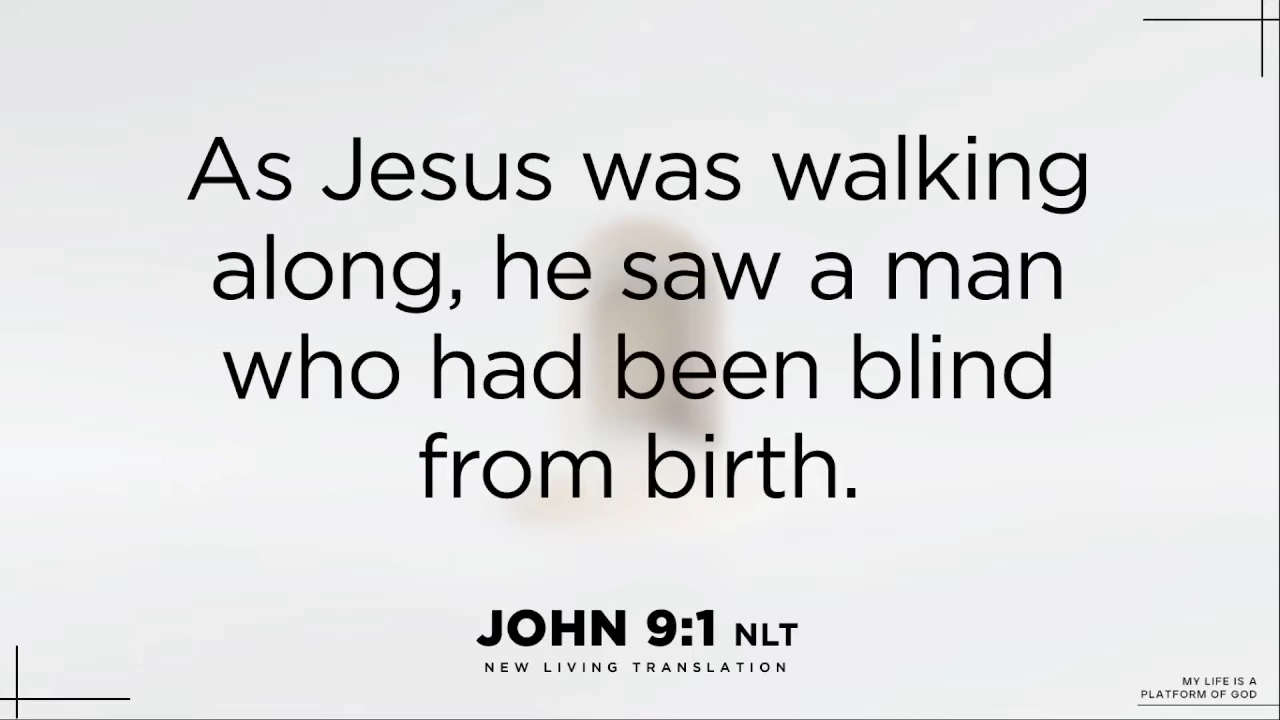 As Jesus was walking
along, he saw a man
who had been blind
from birth.
JOHN 9:1 NLT
NEW LIVING TRANSLATION
MY LIFE IS A
PLATFORM OF GOD